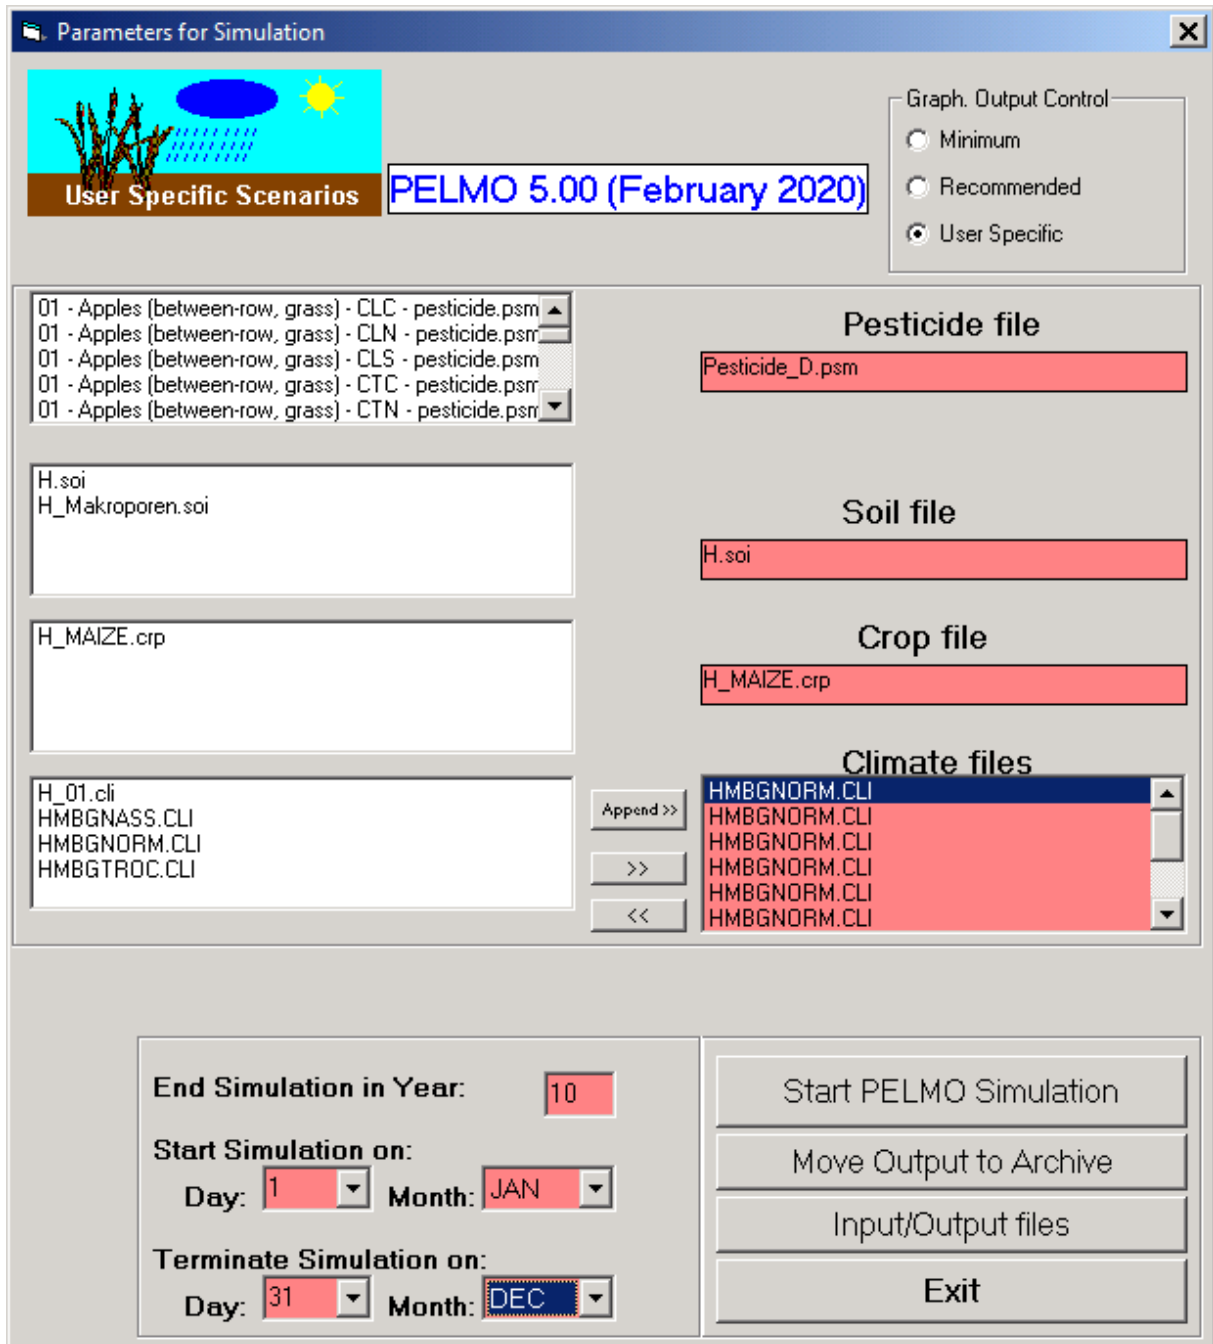 Parameters for Simulation
User Specific Scenarios
PELMO 5.00 (February 2020)
Graph. Output Control
Minimum
Recommended
User Specific
01 - Apples (between-row, grass) - CLC - pesticide.psm
01 - Apples (between-row, grass) - CLN - pesticide.psm
01 - Apples (between-row, grass) - CLS - pesticide.psm
01 - Apples (between-row, grass) - CTC - pesticide.psm
01 - Apples (between-row, grass) - CTN - pesticide.psm
Pesticide file
Pesticide_D.psm
H.soi
H_Makroporen.soi
Soil file
H.soi
H_MAIZE.crp
Crop file
H_MAIZE.crp
H_01.cli
HMBGNASS.CLI
HMBGNORM.CLI
HMBGTROC.CLI
Append >>
>>
<<
Climate files
HMBGNORM.CLI
HMBGNORM.CLI
HMBGNORM.CLI
HMBGNORM.CLI
HMBGNORM.CLI
HMBGNORM.CLI
End Simulation in Year: 10
Start Simulation on:
Day: 1 Month: JAN
Terminate Simulation on:
Day: 31 Month: DEC
Start PELMO Simulation
Move Output to Archive
Input/Output files
Exit